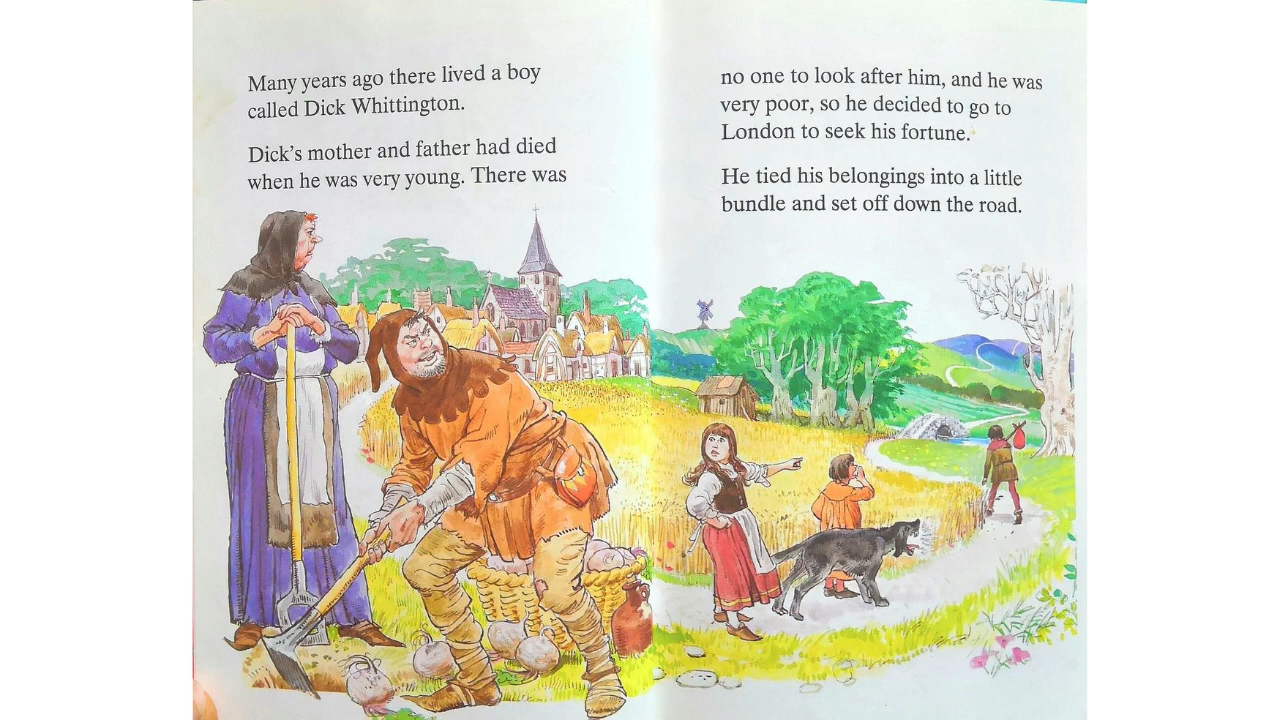 Many years ago there lived a boy
called Dick Whittington.
Dick's mother and father had died
when he was very young. There was
no one to look after him, and he was
very poor, so he decided to go to
London to seek his fortune.
He tied his belongings into a little
bundle and set off down the road.